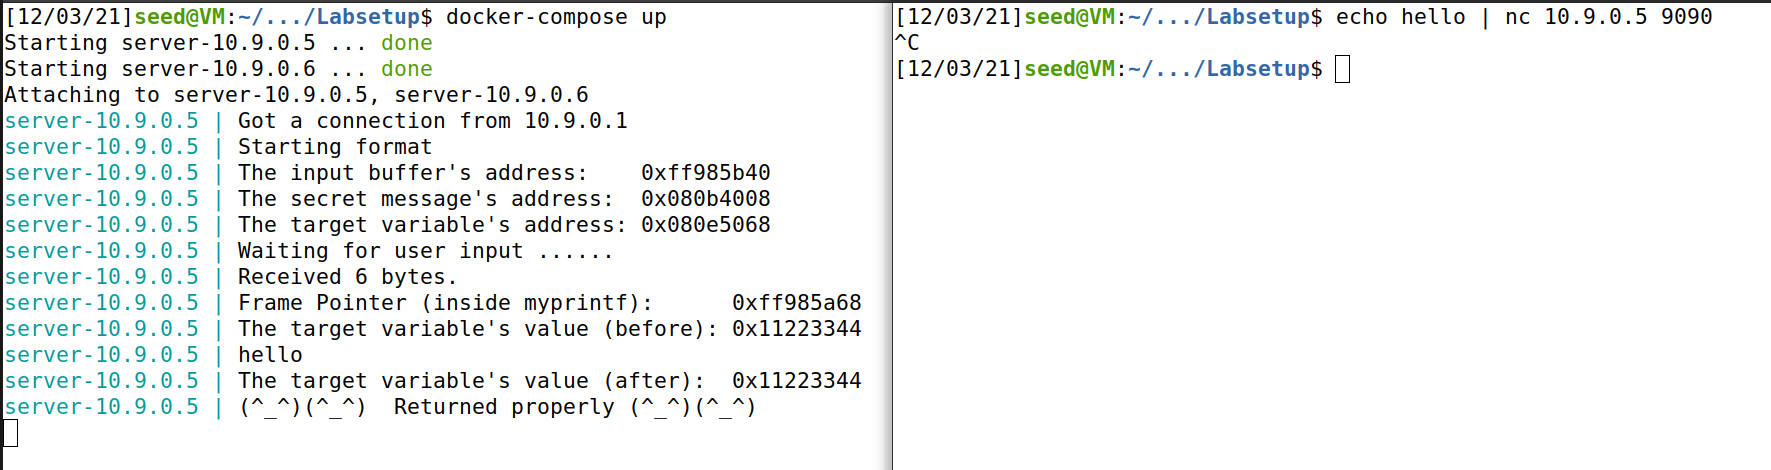 [12/03/21]seed@VM:~/.../Labsetup$ docker-compose up
Starting server-10.9.0.5 ... done
Starting server-10.9.0.6 ... done
Attaching to server-10.9.0.5, server-10.9.0.6
server-10.9.0.5 | Got a connection from 10.9.0.1
server-10.9.0.5 | Starting format
server-10.9.0.5 | The input buffer's address:    0xff985b40
server-10.9.0.5 | The secret message's address:  0x080b4008
server-10.9.0.5 | The target variable's address: 0x080e5068
server-10.9.0.5 | Waiting for user input ......
server-10.9.0.5 | Received 6 bytes.
server-10.9.0.5 | Frame Pointer (inside myprintf):      0xff985a68
server-10.9.0.5 | The target variable's value (before): 0x11223344
server-10.9.0.5 | hello
server-10.9.0.5 | The target variable's value (after):  0x11223344
server-10.9.0.5 | (^_^)(^_^)  Returned properly (^_^)(^_^)
[12/03/21]seed@VM:~/.../Labsetup$ echo hello | nc 10.9.0.5 9090
^C
[12/03/21]seed@VM:~/.../Labsetup$